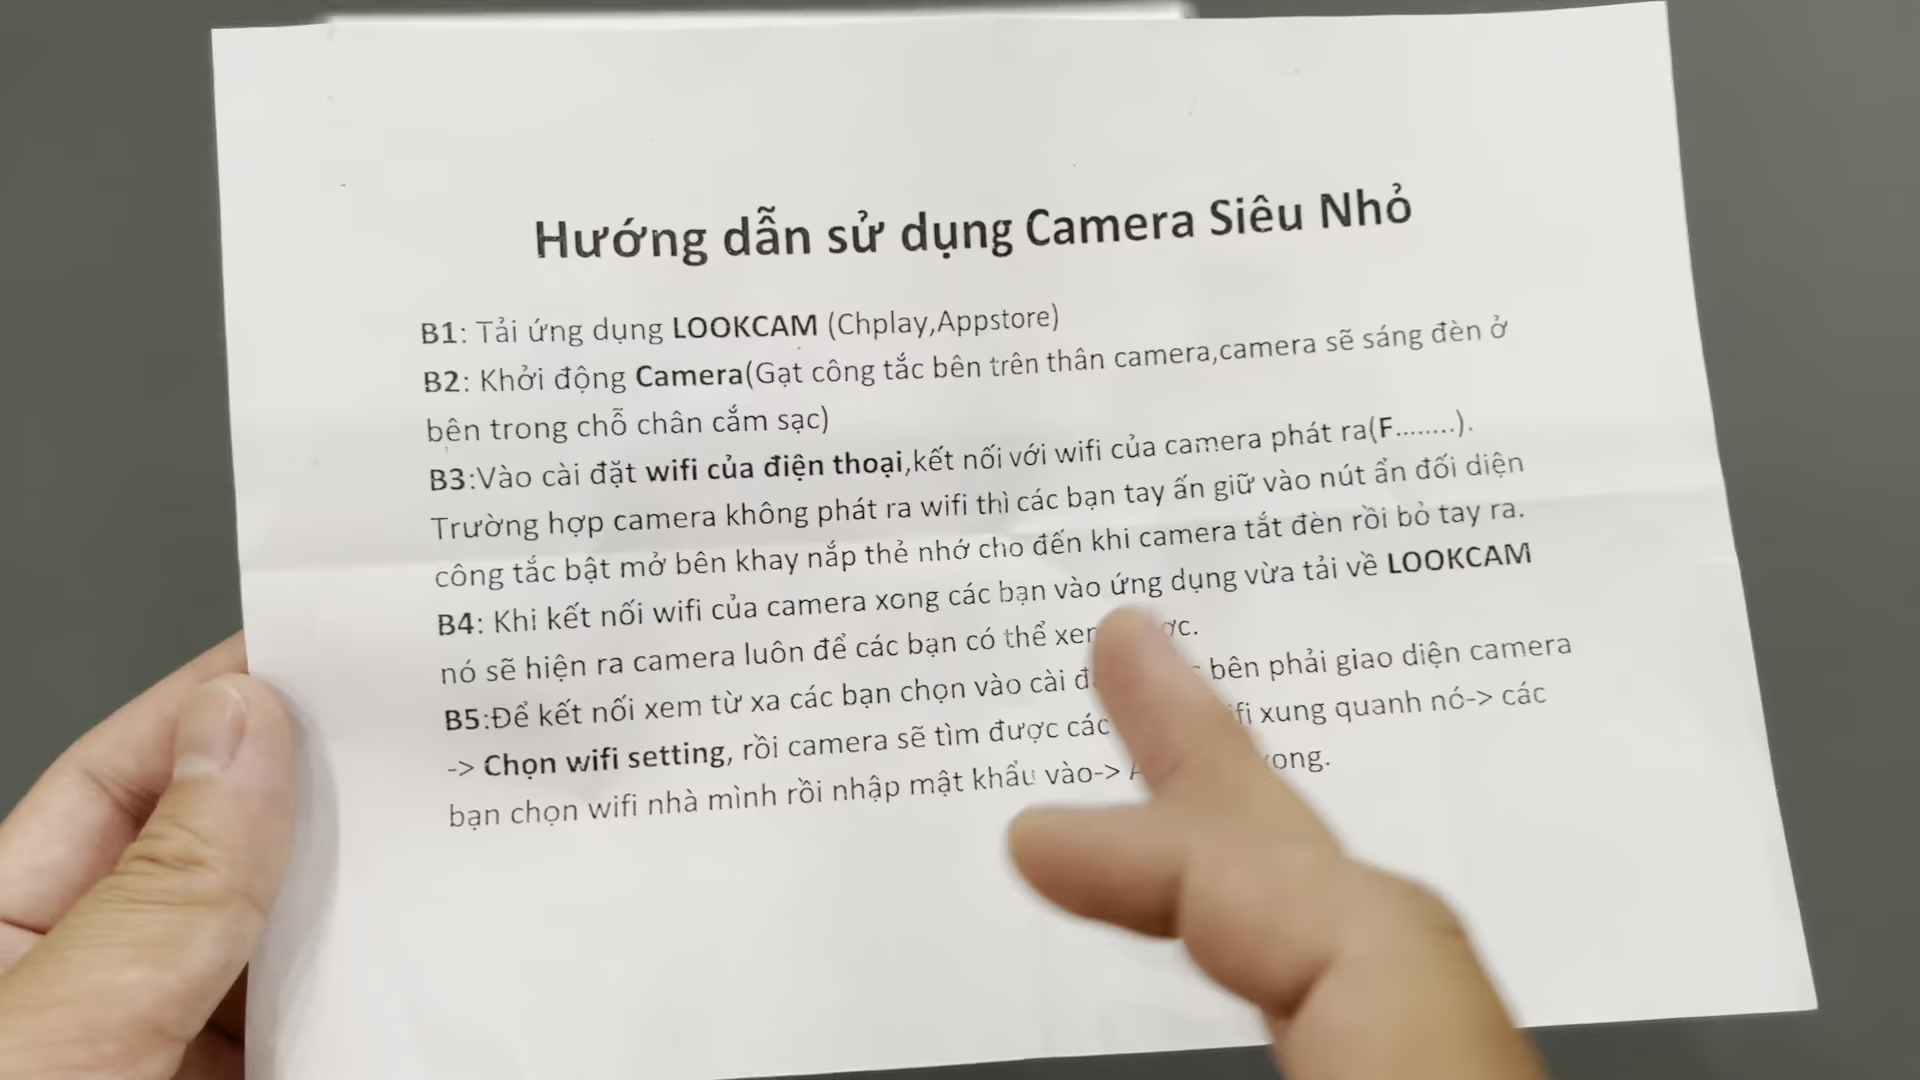 Hướng dẫn sử dụng Camera Siêu Nhỏ
B1: Tải ứng dụng LOOKCAM (Chplay,Appstore)
B2: Khởi động Camera(Gạt công tắc bên trên thân camera,camera sẽ sáng đèn ở
bên trong chỗ chân cắm sạc)
B3:Vào cài đặt wifi của điện thoại,kết nối với wifi của camera phát ra(F........).
Trường hợp camera không phát ra wifi thì các bạn tay ấn giữ vào nút ẩn đối diện
công tắc bật mở bên khay nắp thẻ nhớ cho đến khi camera tắt đèn rồi bỏ tay ra.
B4: Khi kết nối wifi của camera xong các bạn vào ứng dụng vừa tải về LOOKCAM
nó sẽ hiện ra camera luôn để các bạn có thể
B5:Để kết nối xem từ xa các bạn chọn vào cài bên phải giao diện camera
-> Chọn wifi setting, rồi camera sẽ tìm được các xung quanh nó-> các
bạn chọn wifi nhà mình rồi nhập mật khẩu vào->